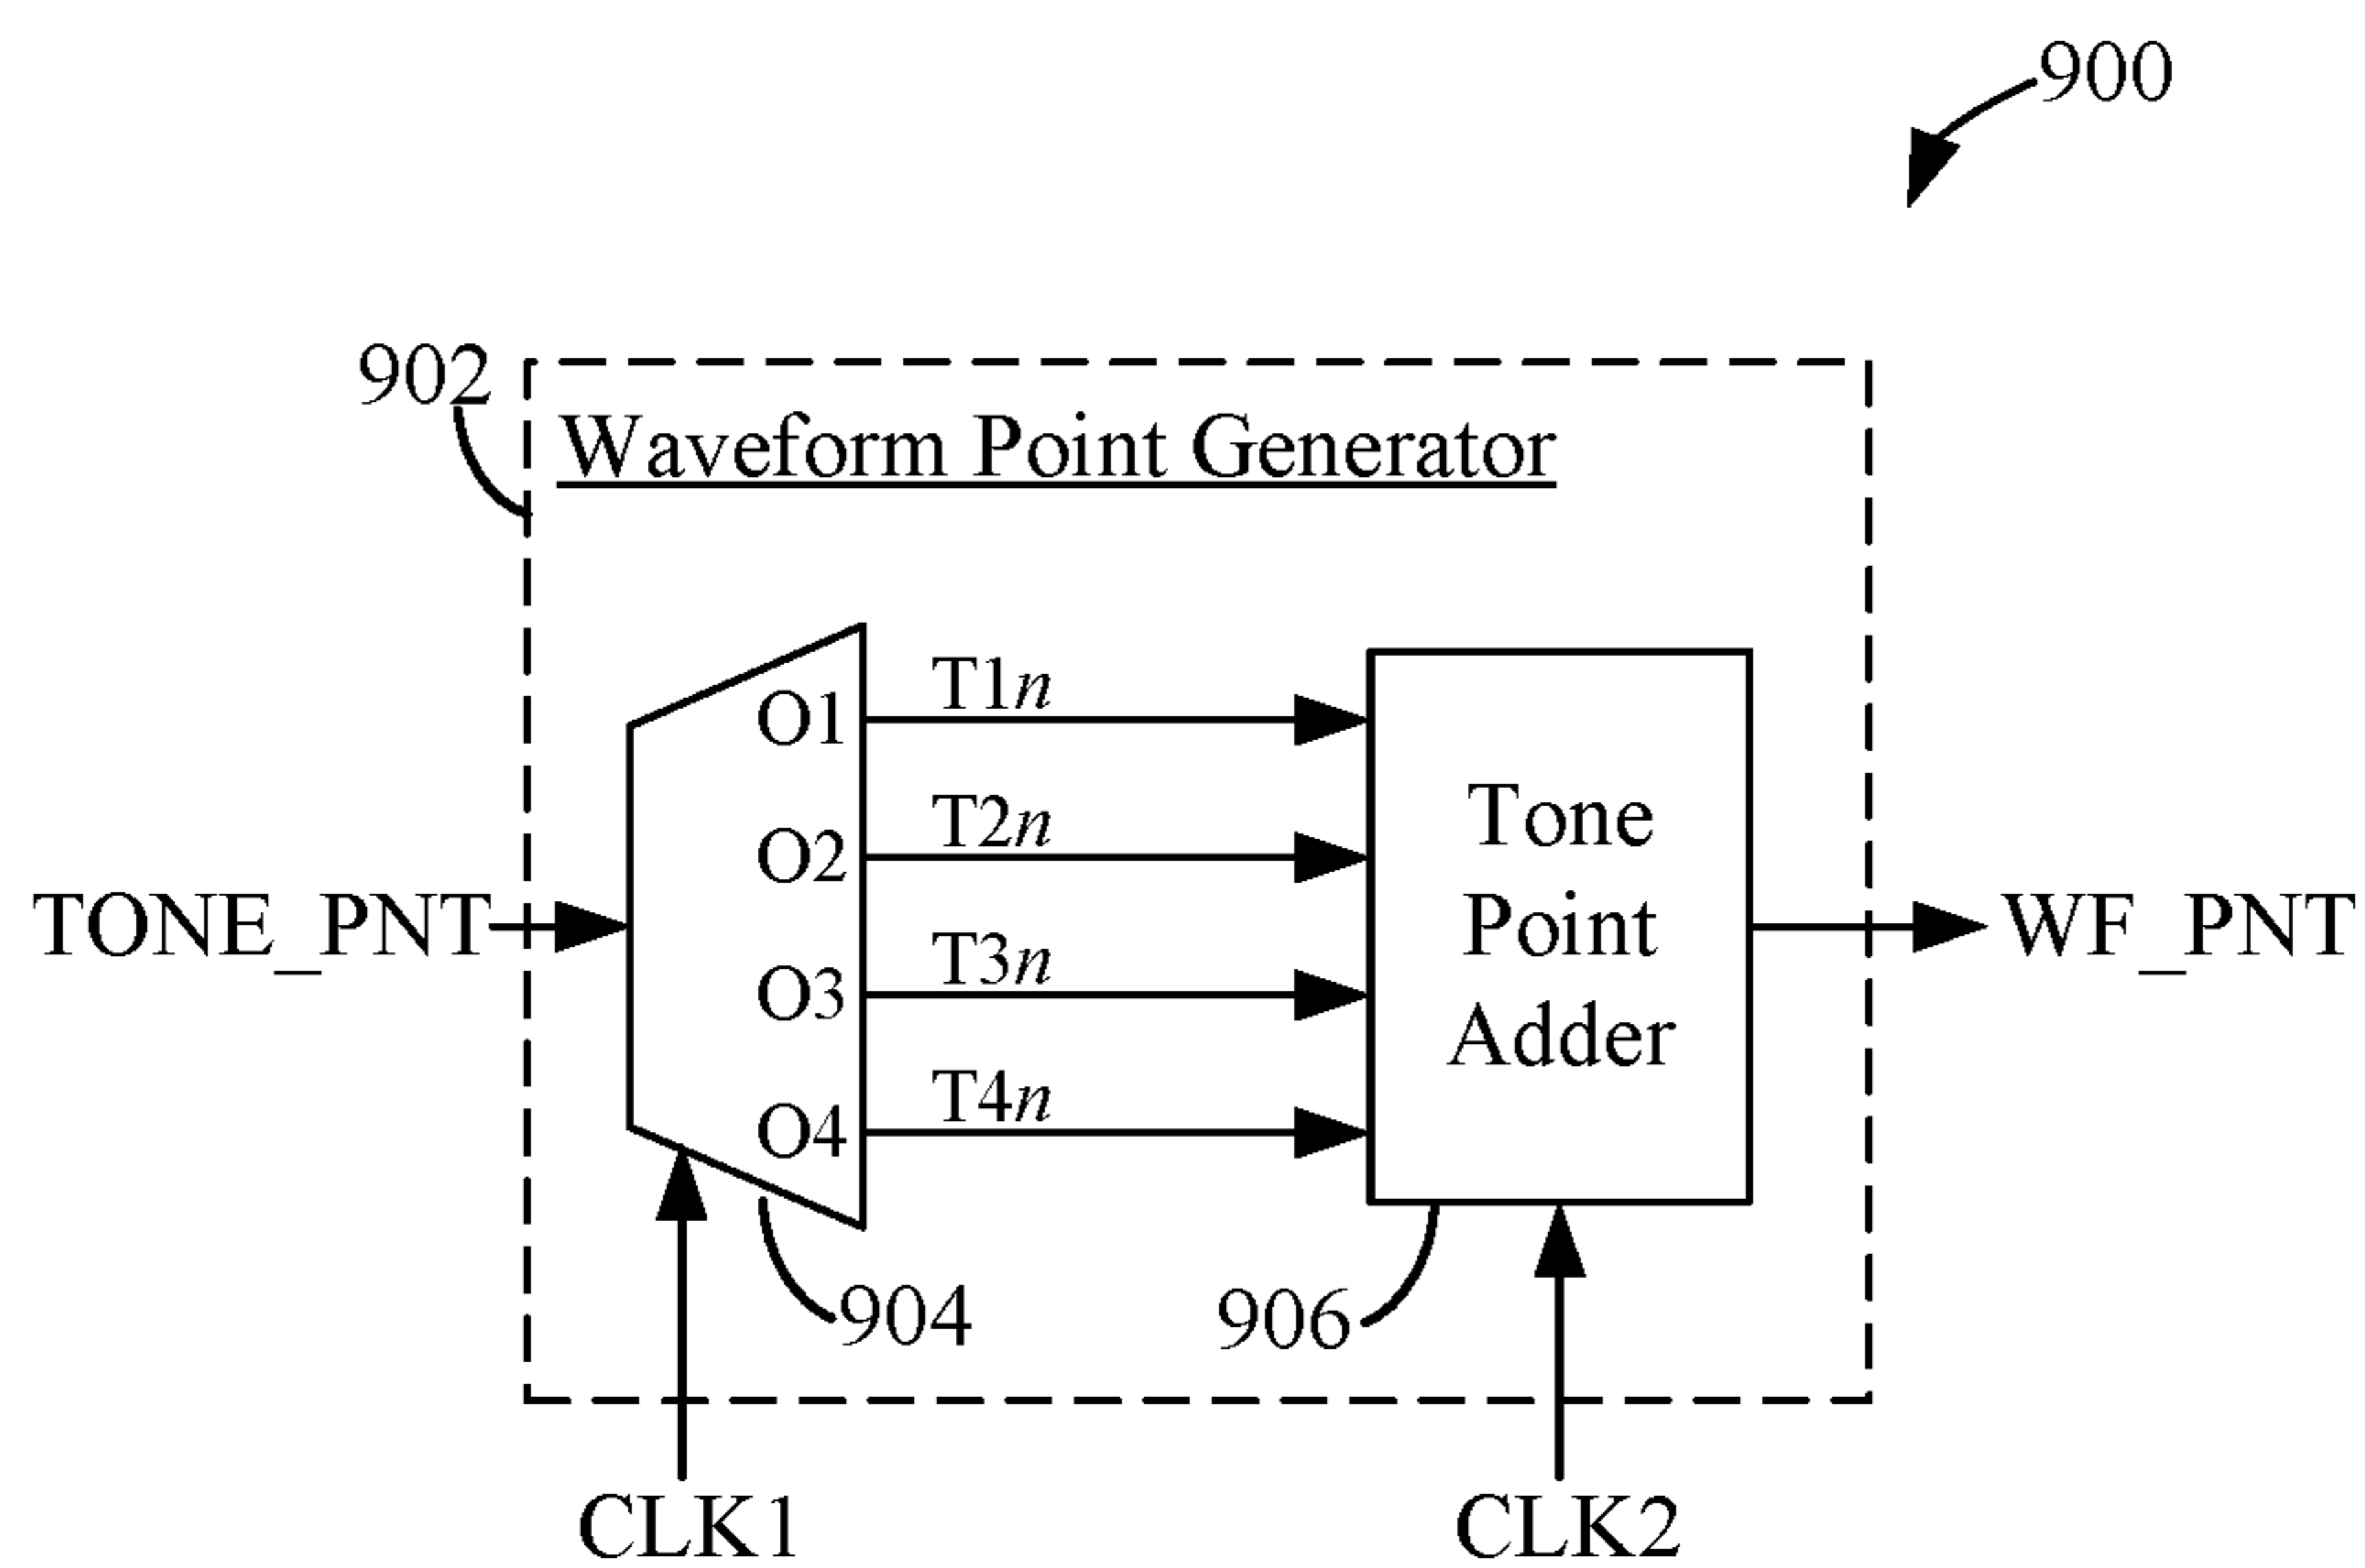 900
902
Waveform Point Generator
O1
T1n
O2
T2n
O3
T3n
O4
T4n
Tone
Point
Adder
TONE_PNT
WF_PNT
904
906
CLK1
CLK2